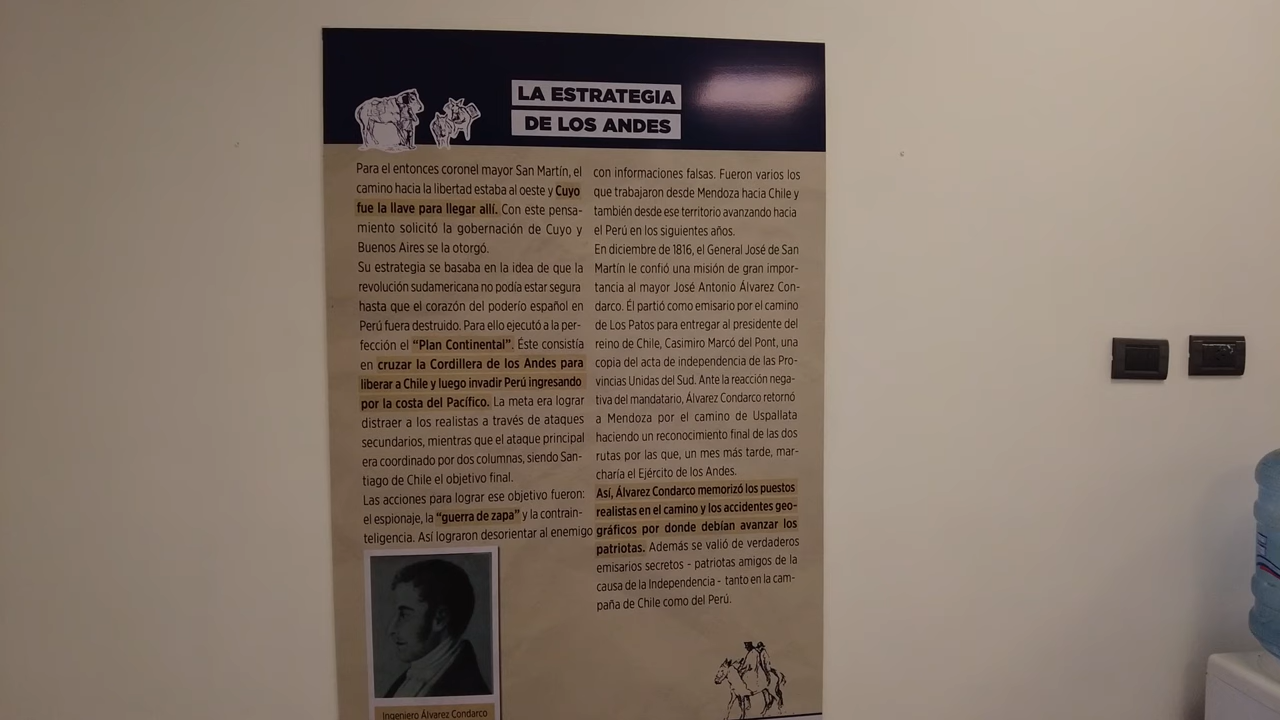 LA ESTRATEGIA
DE LOS ANDES
Para el entonces coronel mayor San Martín, el
camino hacia la libertad estaba al oeste y Cuyo
fue la llave para llegar allí. Con este pensa-
miento solicitó la gobernación de Cuyo y
Buenos Aires se la otorgó.
Su estrategia se basaba en la idea de que la
revolución sudamericana no podía estar segura
hasta que el corazón del poderío español en
Perú fuera destruido. Para ello ejecutó a la per-
fección el “Plan Continental”. Éste consistía
en cruzar la Cordillera de los Andes para
liberar a Chile y luego invadir Perú ingresando
por la costa del Pacífico. La meta era lograr
distraer a los realistas a través de ataques
secundarios, mientras que el ataque principal
era coordinado por dos columnas, siendo San-
tiago de Chile el objetivo final.
Las acciones para lograr ese objetivo fueron:
el espionaje, la “guerra de zapa” y la contrain-
teligencia. Así lograron desorientar al enemigo
con informaciones falsas. Fueron varios los
que trabajaron desde Mendoza hacia Chile y
también desde ese territorio avanzando hacia
el Perú en los siguientes años.
En diciembre de 1816, el General José de San
Martín le confió una misión de gran impor-
tancia al mayor José Antonio Álvarez Con-
darco. Él partió como emisario por el camino
de Los Patos para entregar al presidente del
reino de Chile, Casimiro Marcó del Pont, una
copia del acta de independencia de las Pro-
vincias Unidas del Sud. Ante la reacción nega-
tiva del mandatario, Álvarez Condarco retornó
a Mendoza por el camino de Uspallata
haciendo un reconocimiento final de las dos
rutas por las que, un mes más tarde, mar-
charía el Ejército de los Andes.
Así, Álvarez Condarco memorizó los puestos
realistas en el camino y los accidentes geo-
gráficos por donde debían avanzar los
patriotas. Además se valió de verdaderos
emisarios secretos - patriotas amigos de la
causa de la Independencia - tanto en la cam-
paña de Chile como del Perú.
Ingeniero Álvarez Condarco